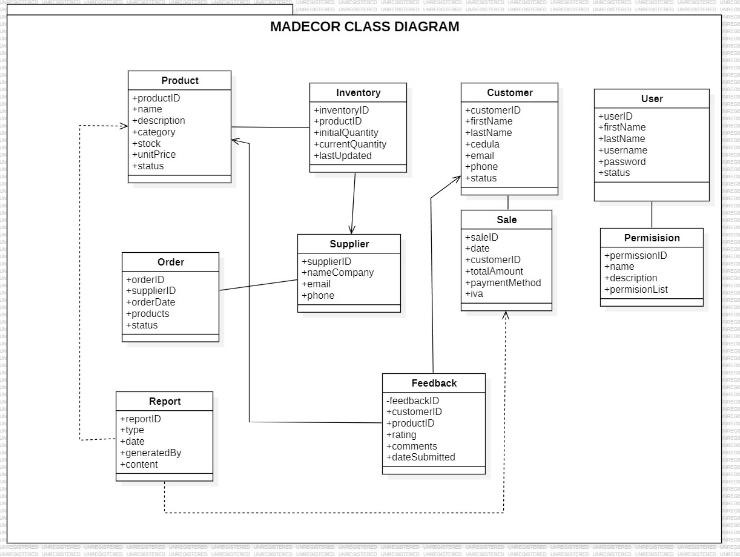 MADECOR CLASS DIAGRAM
Product
+productID
+name
+description
+category
+stock
+unitPrice
+status
Inventory
+inventoryID
+productID
+initialQuantity
+currentQuantity
+lastUpdated
Customer
+customerID
+firstName
+lastName
+cedula
+email
+phone
+status
User
+userID
+firstName
+lastName
+username
+password
+status
Sale
+saleID
+date
+customerID
+totalAmount
+paymentMethod
+iva
Permisision
+permissionID
+name
+description
+permisionList
Supplier
+supplierID
+nameCompany
+email
+phone
Order
+orderID
+supplierID
+orderDate
+products
+status
Report
+reportID
+type
+date
+generatedBy
+content
Feedback
-feedbackID
+customerID
+productID
+rating
+comments
+dateSubmitted
UNREGISTERED